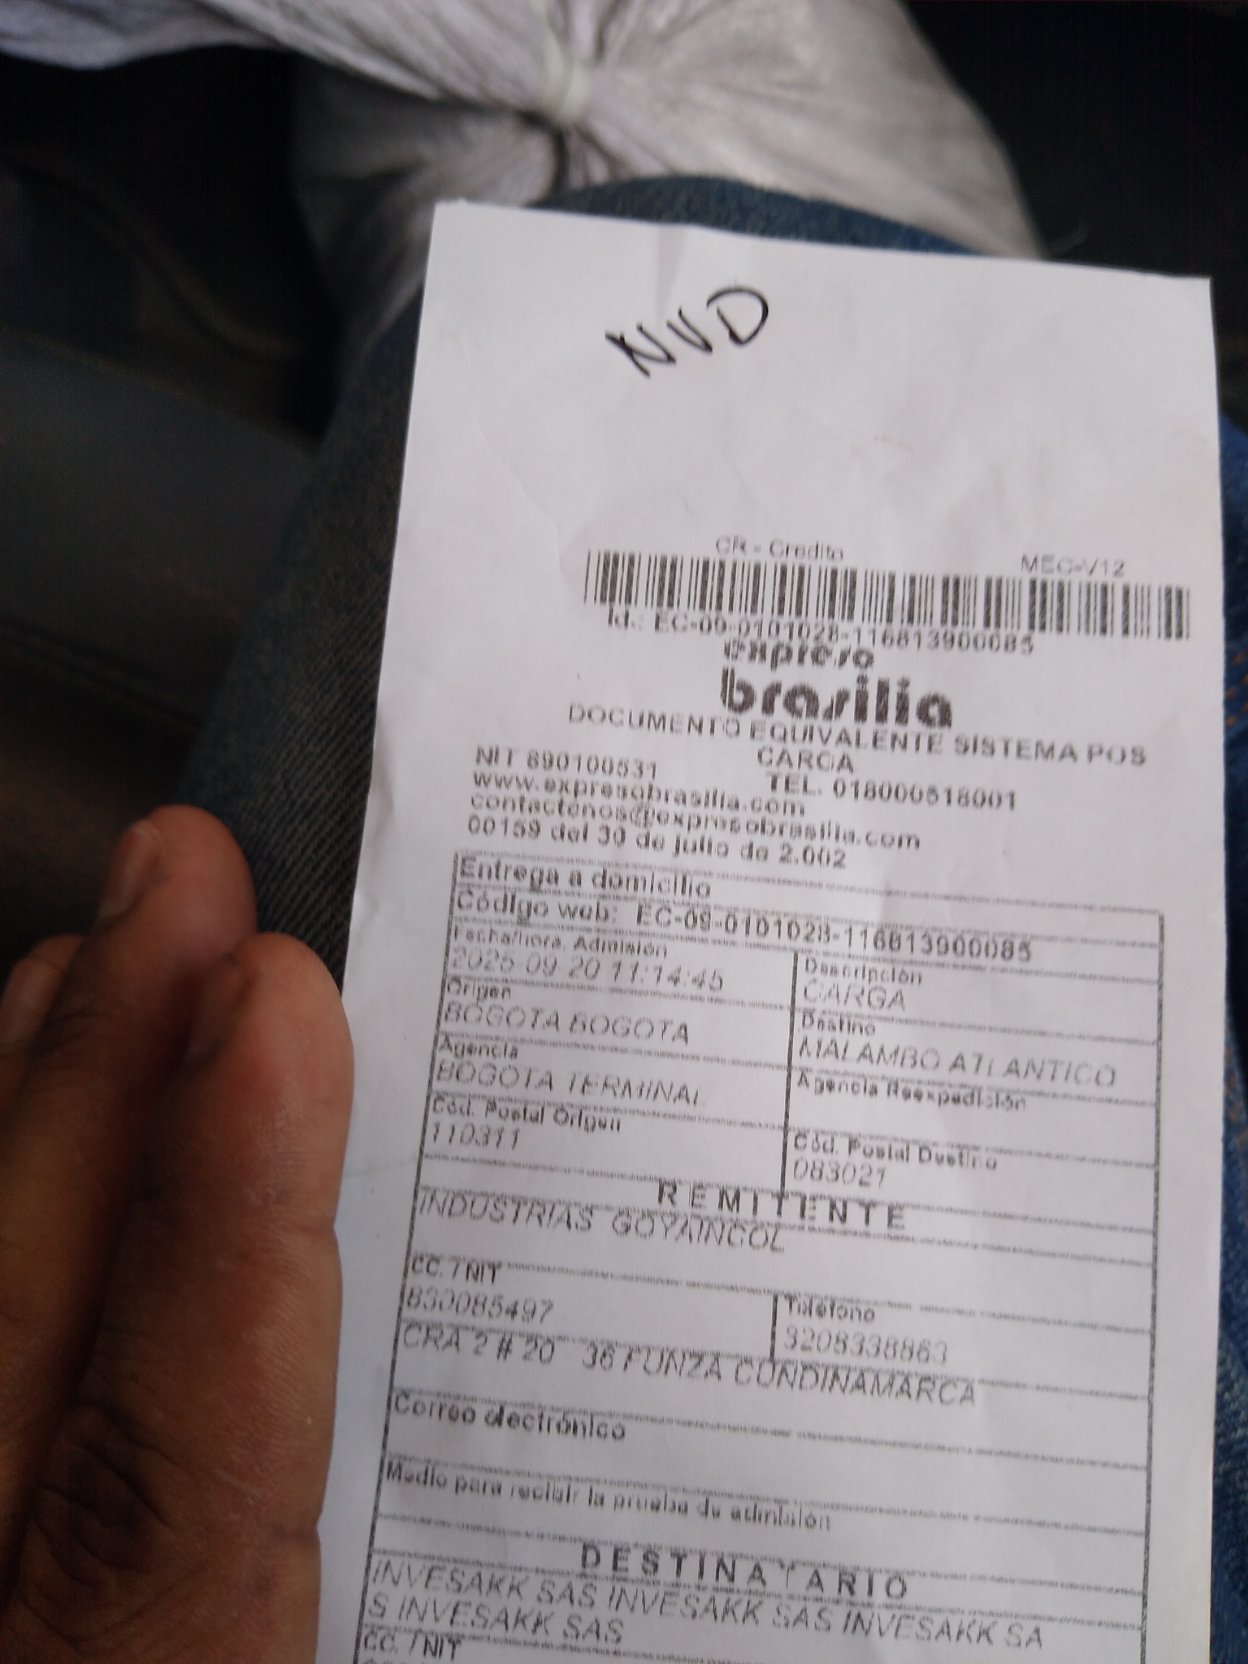 NVD
CR - Credito MEC-V12
Id.: EC-09-0101028-116813900085
expreso
brasilia
DOCUMENTO EQUIVALENTE SISTEMA POS
CARGA
NIT 890100531 TEL. 018000518001
www.expresobrasilia.com
contactenos@expresobrasilia.com
00159 del 30 de julio de 2.002
Entrega a domicilio
Código web: EC-09-0101028-116813900085
Fecha/hora, Admisión Descripción
2025 09 20 11:14:45 CARGA
Origen Destino
BOGOTA BOGOTA MALAMBO ATLANTICO
Agencia Agencia Reexpedición
BOGOTA TERMINAL
Cód. Postal Origen Cód. Postal Destino
110311 083021
REMITENTE
INDUSTRIAS GOYAINCOL
CC. / NIT Teléfono
830085497 3208338863
CRA 2 # 20 36 FUNZA CUNDINAMARCA
Correo electrónico
Medio para recibir la prueba de admisión
DESTINATARIO
INVESAKK SAS INVESAKK SAS INVESAKK SA
S INVESAKK SAS
CC. / NIT